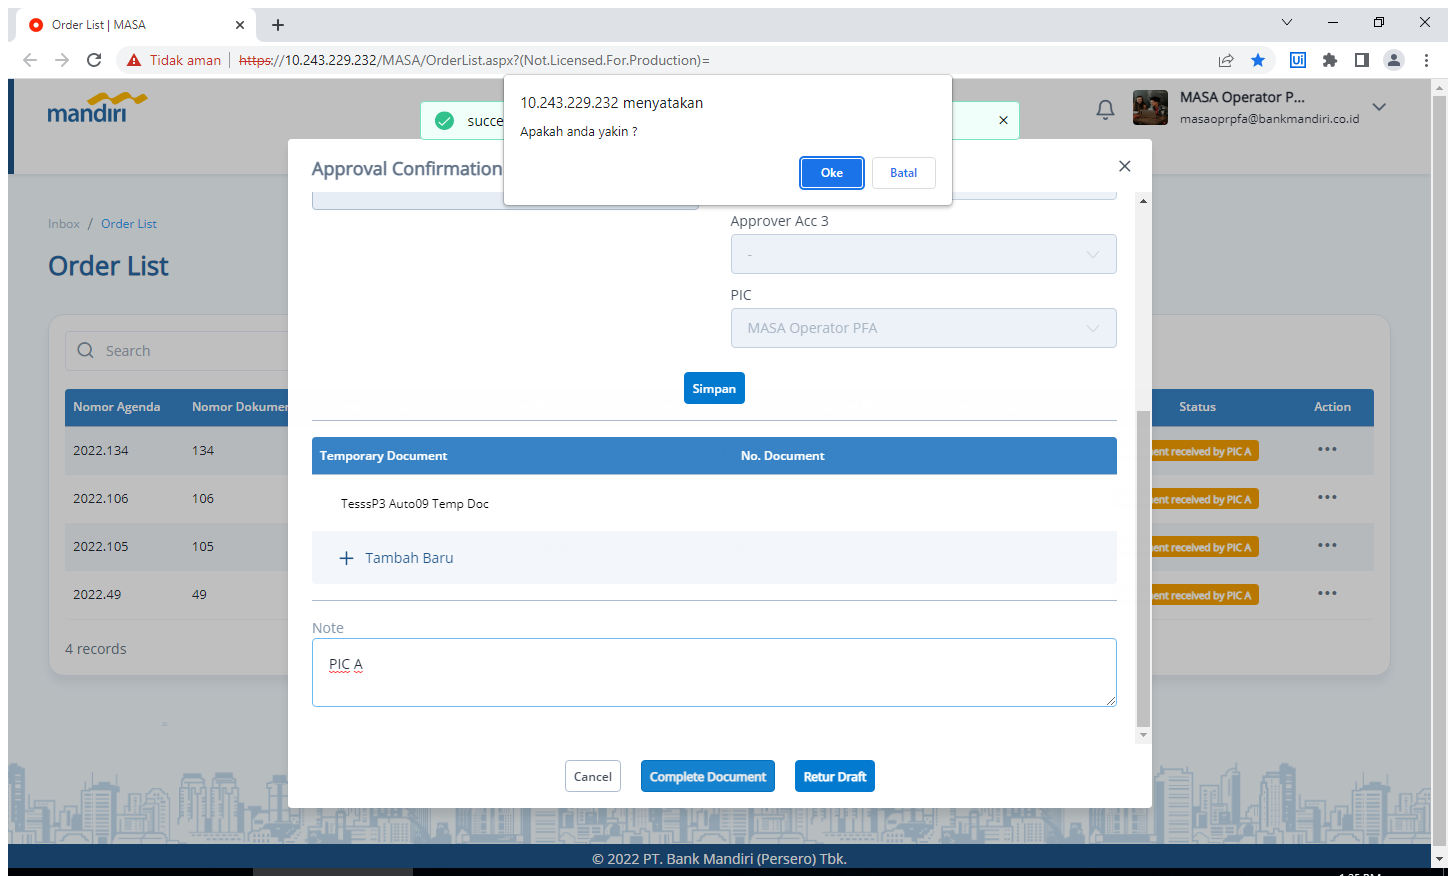 Order List | MASA
Tidak aman
https://10.243.229.232/MASA/OrderList.aspx?(Not.Licensed.For.Production)=
mandiri
10.243.229.232 menyatakan
Apakah anda yakin ?
Oke
Batal
MASA Operator P...
masaoprpfa@bankmandiri.co.id
Approval Confirmation
Inbox / Order List
Order List
Approver Acc 3
-
PIC
MASA Operator PFA
Search
Simpan
Nomor Agenda
Nomor Dokumen
Status
Action
2022.134
134
ent received by PIC A
2022.106
106
ent received by PIC A
2022.105
105
ent received by PIC A
2022.49
49
ent received by PIC A
4 records
Temporary Document
No. Document
TesssP3 Auto09 Temp Doc
Tambah Baru
Note
PIC A
Cancel
Complete Document
Retur Draft
© 2022 PT. Bank Mandiri (Persero) Tbk.